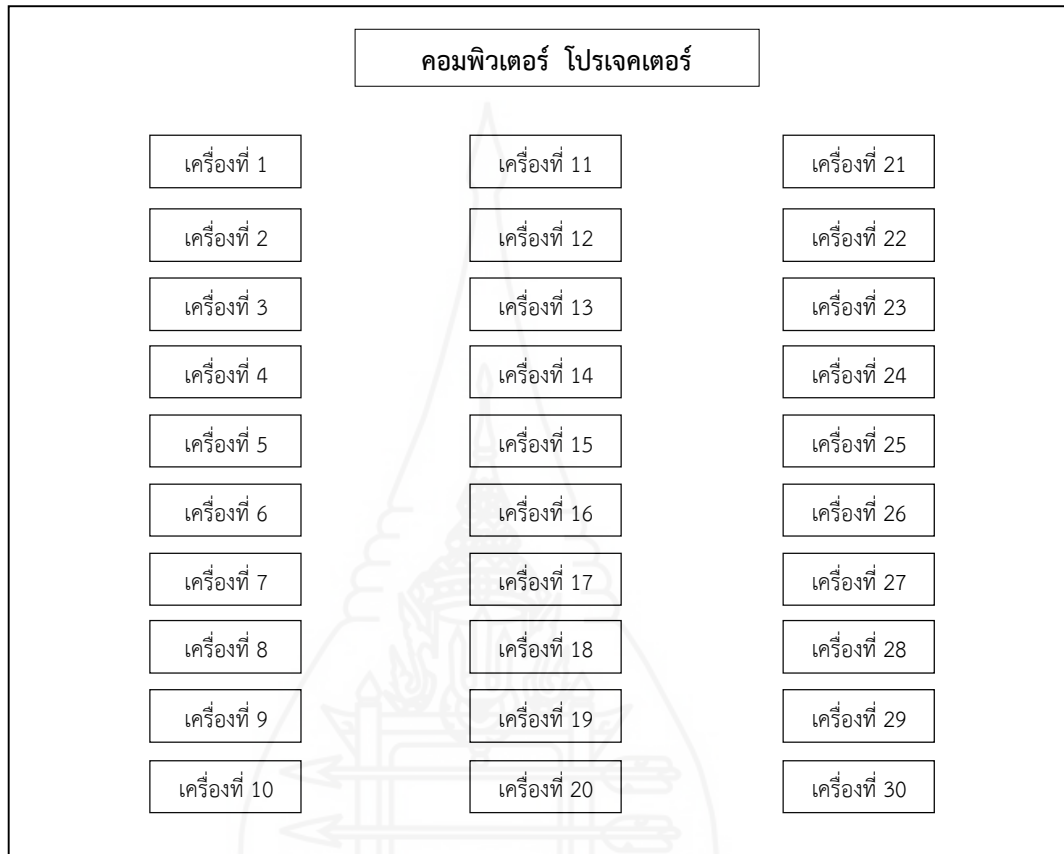 คอมพิวเตอร์ โปรเจคเตอร์
เครื่องที่ 1 เครื่องที่ 11 เครื่องที่ 21
เครื่องที่ 2 เครื่องที่ 12 เครื่องที่ 22
เครื่องที่ 3 เครื่องที่ 13 เครื่องที่ 23
เครื่องที่ 4 เครื่องที่ 14 เครื่องที่ 24
เครื่องที่ 5 เครื่องที่ 15 เครื่องที่ 25
เครื่องที่ 6 เครื่องที่ 16 เครื่องที่ 26
เครื่องที่ 7 เครื่องที่ 17 เครื่องที่ 27
เครื่องที่ 8 เครื่องที่ 18 เครื่องที่ 28
เครื่องที่ 9 เครื่องที่ 19 เครื่องที่ 29
เครื่องที่ 10 เครื่องที่ 20 เครื่องที่ 30